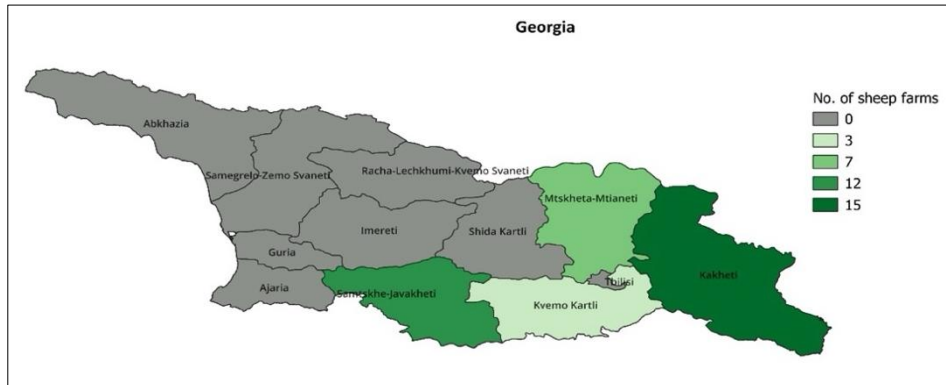 Georgia
No. of sheep farms
0
3
7
12
15
Abkhazia
Samegrelo-Zemo Svaneti
Racha-Lechkhumi-Kvemo Svaneti
Mtskheta-Mtianeti
Imereti
Shida Kartli
Guria
Ajaria
Samtskhe-Javakheti
Kvemo Kartli
Tbilisi
Kakheti